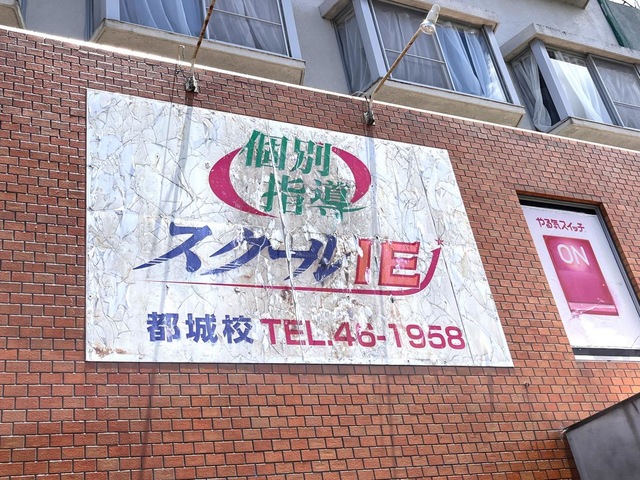 個別
指導
スクールIE
都城校 TEL.46-1958
やる気スイッチ
ON